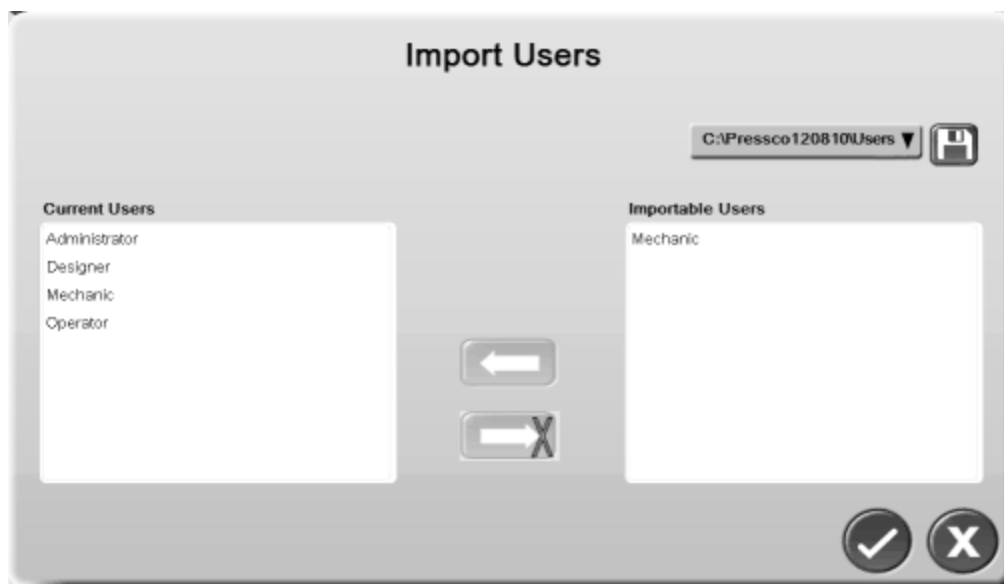 Import Users
C:\Pressco120810\Users
Current Users
Administrator
Designer
Mechanic
Operator
Importable Users
Mechanic